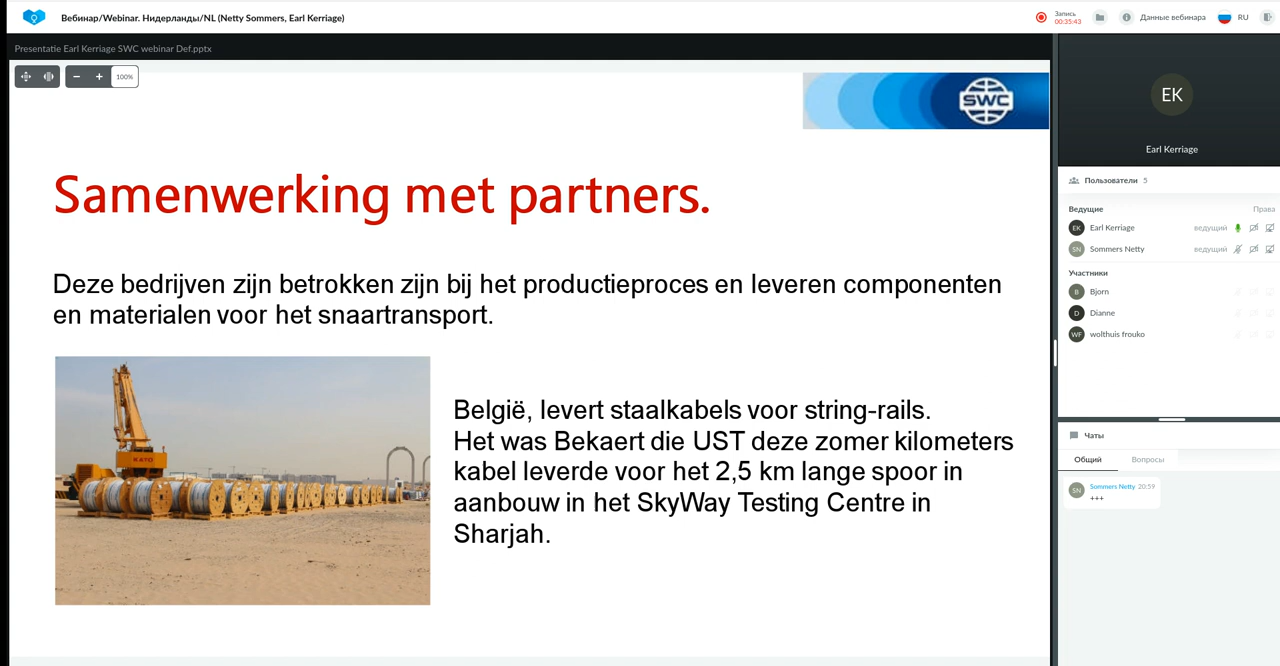 Вебинар/Webinar. Нидерланды/NL (Netty Sommers, Earl Kerriage)
Запись
00:35:43
Данные вебинара
RU
Presentatie Earl Kerriage SWC webinar Def.pptx
100%
SWC
Samenwerking met partners.
Deze bedrijven zijn betrokken zijn bij het productieproces en leveren componenten
en materialen voor het snaartransport.
KATO
België, levert staalkabels voor string-rails.
Het was Bekaert die UST deze zomer kilometers
kabel leverde voor het 2,5 km lange spoor in
aanbouw in het SkyWay Testing Centre in
Sharjah.
EK
Earl Kerriage
Пользователи 5
Ведущие Права
EK Earl Kerriage ведущий
SN Sommers Netty ведущий
Участники
B Bjorn
D Dianne
WF wolthuis frouko
Чаты
Общий Вопросы
SN Sommers Netty 20:59
+++